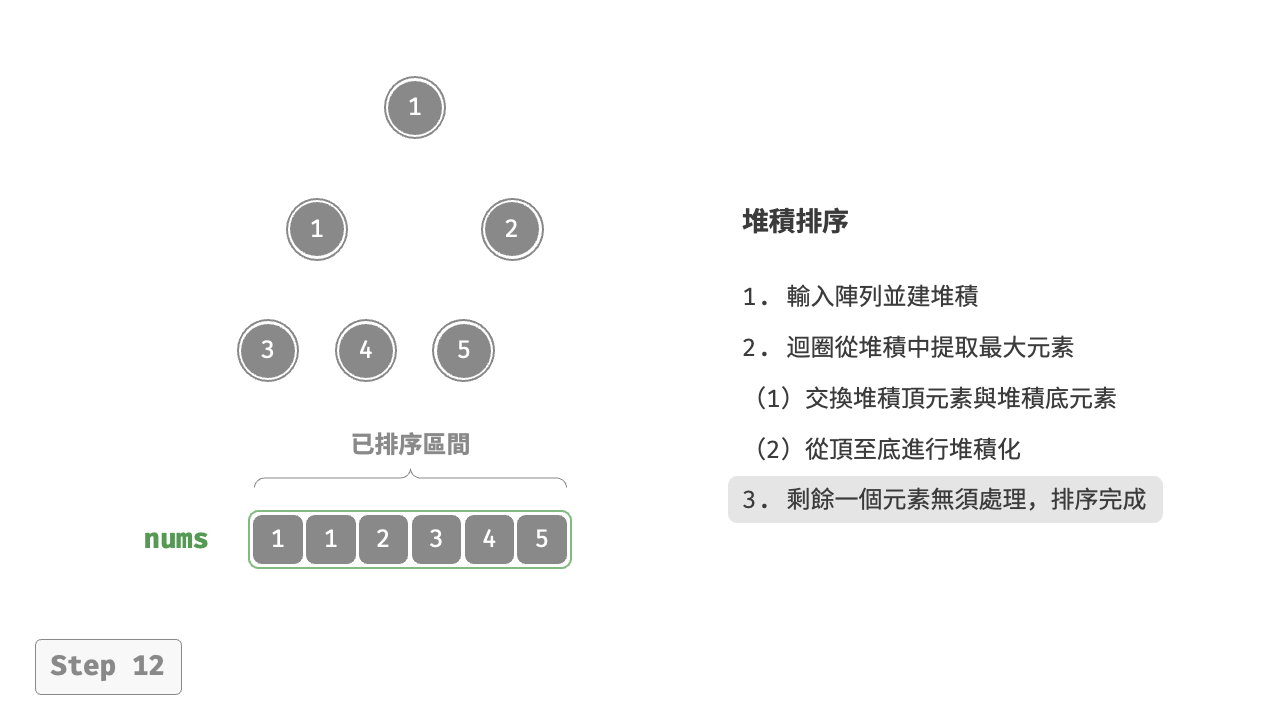 1
1 2
3 4 5
已排序區間
nums 1 1 2 3 4 5
Step 12
堆積排序
1. 輸入陣列並建堆積
2. 迴圈從堆積中提取最大元素
（1）交換堆積頂元素與堆積底元素
（2）從頂至底進行堆積化
3. 剩餘一個元素無須處理，排序完成